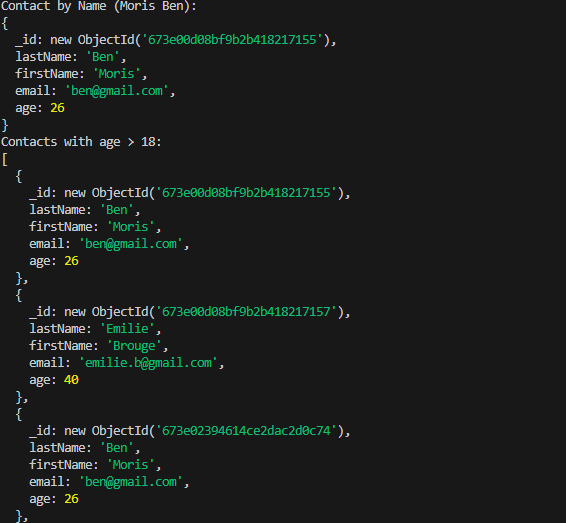 Contact by Name (Moris Ben):
{
  _id: new ObjectId('673e00d08bf9b2b418217155'),
  lastName: 'Ben',
  firstName: 'Moris',
  email: 'ben@gmail.com',
  age: 26
}
Contacts with age > 18:
[
  {
    _id: new ObjectId('673e00d08bf9b2b418217155'),
    lastName: 'Ben',
    firstName: 'Moris',
    email: 'ben@gmail.com',
    age: 26
  },
  {
    _id: new ObjectId('673e00d08bf9b2b418217157'),
    lastName: 'Emilie',
    firstName: 'Brouge',
    email: 'emilie.b@gmail.com',
    age: 40
  },
  {
    _id: new ObjectId('673e02394614ce2dac2d0c74'),
    lastName: 'Ben',
    firstName: 'Moris',
    email: 'ben@gmail.com',
    age: 26
  },